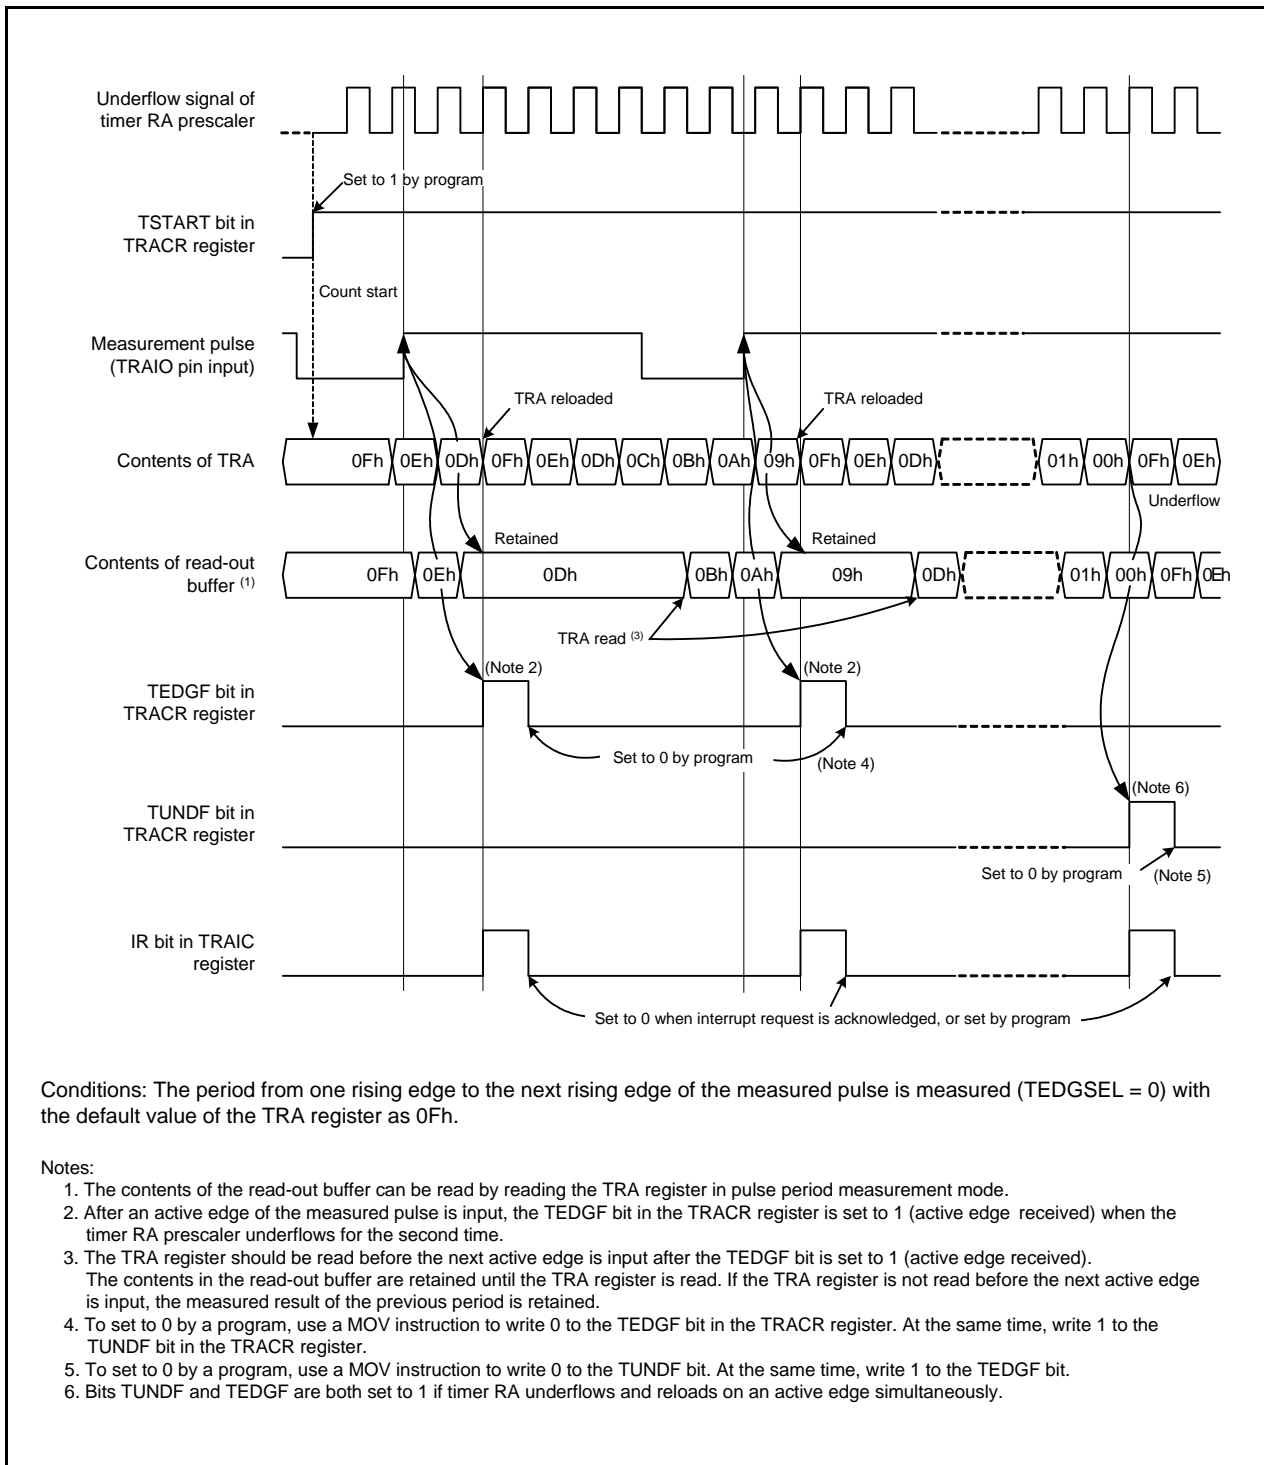 Underflow signal of
timer RA prescaler
Set to 1 by program
TSTART bit in
TRACR register
Count start
Measurement pulse
(TRAIO pin input)
TRA reloaded TRA reloaded
Contents of TRA 0Fh 0Eh 0Dh 0Fh 0Eh 0Dh 0Ch 0Bh 0Ah 09h 0Fh 0Eh 0Dh 01h 00h 0Fh 0Eh
Underflow
Retained Retained
Contents of read-out
buffer (1) 0Fh 0Eh 0Dh 0Bh 0Ah 09h 0Dh 01h 00h 0Fh 0Eh
TRA read (3)
(Note 2) (Note 2)
TEDGF bit in
TRACR register
Set to 0 by program (Note 4)
(Note 6)
TUNDF bit in
TRACR register
Set to 0 by program (Note 5)
IR bit in TRAIC
register
Set to 0 when interrupt request is acknowledged, or set by program
Conditions: The period from one rising edge to the next rising edge of the measured pulse is measured (TEDGSEL = 0) with
the default value of the TRA register as 0Fh.
Notes:
1. The contents of the read-out buffer can be read by reading the TRA register in pulse period measurement mode.
2. After an active edge of the measured pulse is input, the TEDGF bit in the TRACR register is set to 1 (active edge received) when the
timer RA prescaler underflows for the second time.
3. The TRA register should be read before the next active edge is input after the TEDGF bit is set to 1 (active edge received).
The contents in the read-out buffer are retained until the TRA register is read. If the TRA register is not read before the next active edge
is input, the measured result of the previous period is retained.
4. To set to 0 by a program, use a MOV instruction to write 0 to the TEDGF bit in the TRACR register. At the same time, write 1 to the
TUNDF bit in the TRACR register.
5. To set to 0 by a program, use a MOV instruction to write 0 to the TUNDF bit. At the same time, write 1 to the TEDGF bit.
6. Bits TUNDF and TEDGF are both set to 1 if timer RA underflows and reloads on an active edge simultaneously.